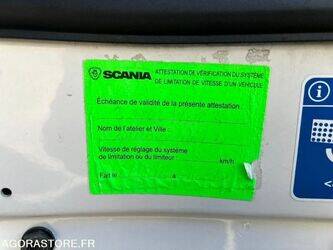 SCANIA
ATTESTATION DE VÉRIFICATION DU SYSTÈME
DE LIMITATION DE VITESSE D'UN VÉHICULE
Échéance de validité de la présente attestation :
Nom de l'atelier et Ville :
Vitesse de réglage du système
de limitation ou du limiteur : km/h
Fait le à
i
AGORASTORE.FR